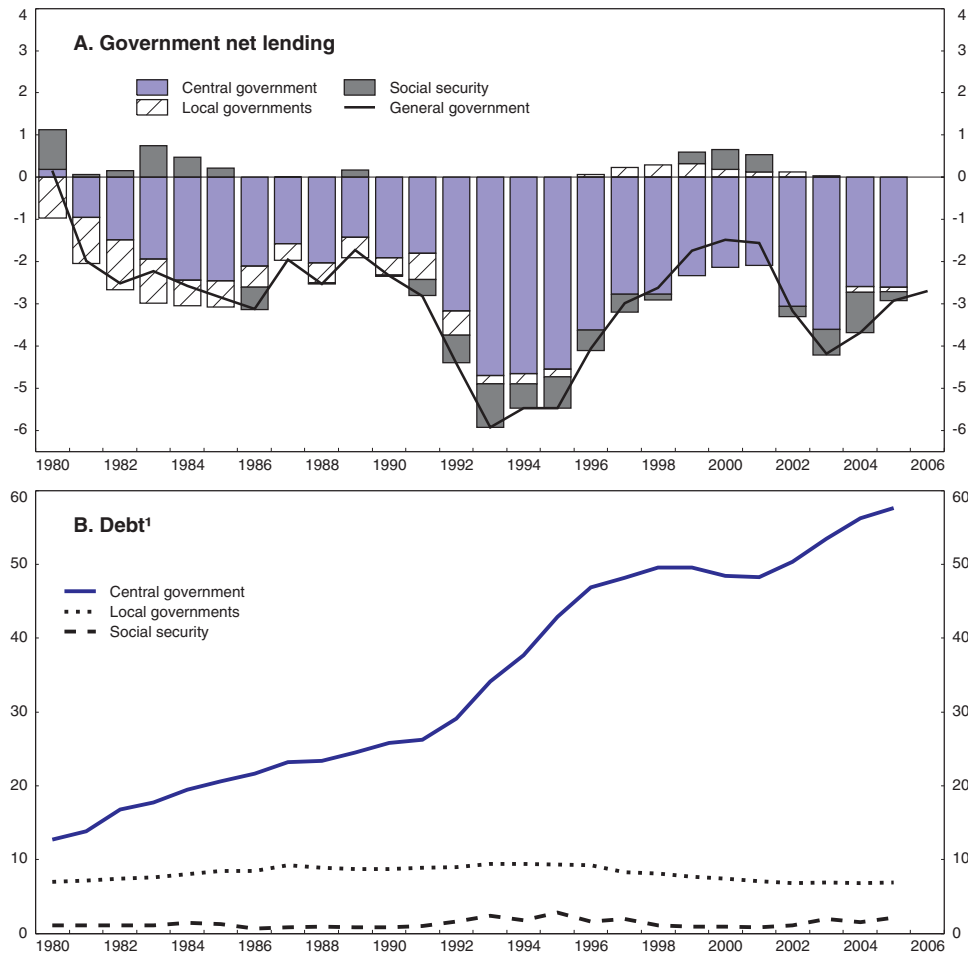 4 4
A. Government net lending
3 3
2 2
Central government Social security
Local governments General government
1 1
0 0
-1 -1
-2 -2
-3 -3
-4 -4
-5 -5
-6 -6
1980 1982 1984 1986 1988 1990 1992 1994 1996 1998 2000 2002 2004 2006
60 60
B. Debt¹
50 50
Central government
Local governments
Social security
40 40
30 30
20 20
10 10
0 0
1980 1982 1984 1986 1988 1990 1992 1994 1996 1998 2000 2002 2004 2006